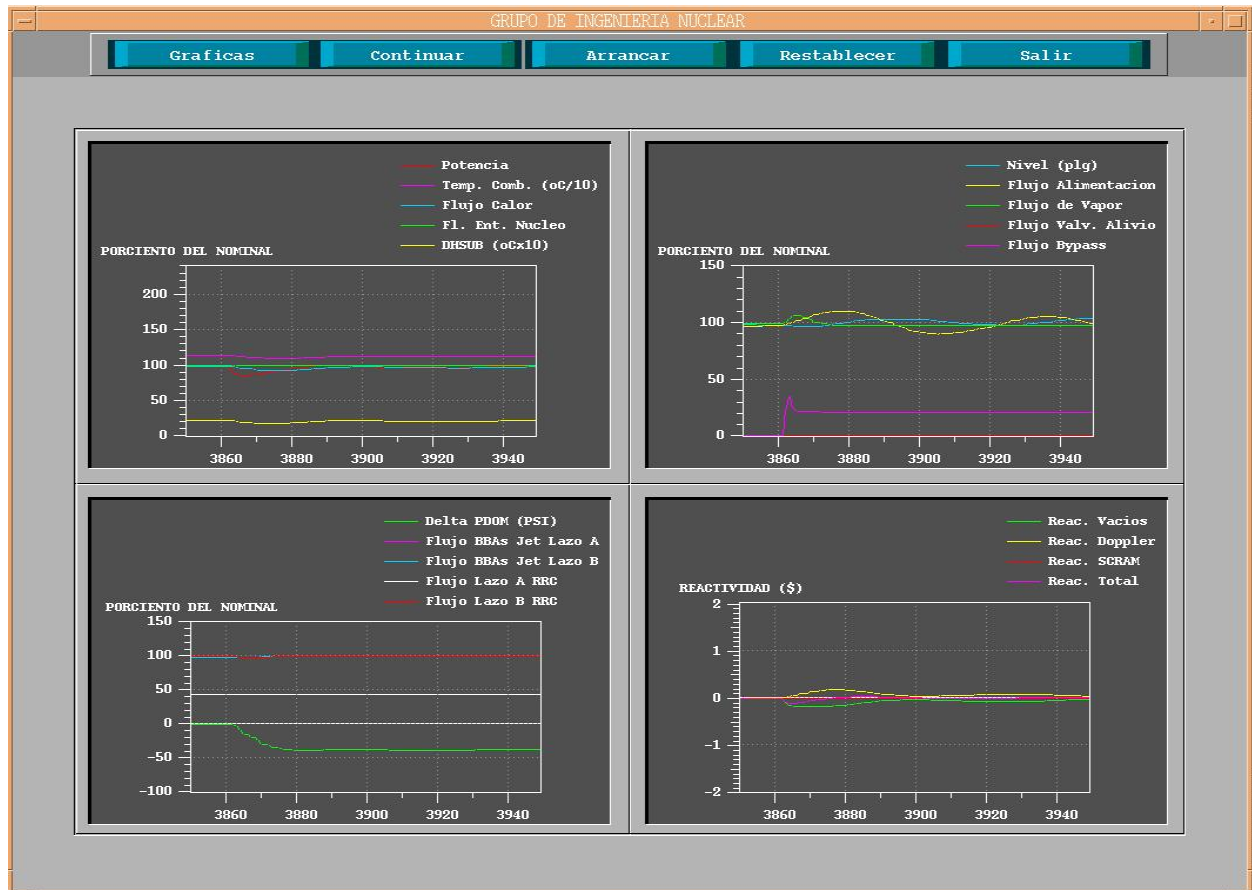 GRUPO DE INGENIERIA NUCLEAR
Graficas Continuar Arrancar Restablecer Salir
Potencia
Temp. Comb. (oC/10)
Flujo Calor
Fl. Ent. Nucleo
DHSUB (oCx10)
PORCIENTO DEL NOMINAL
200
150
100
50
0
3860 3880 3900 3920 3940
Nivel (plg)
Flujo Alimentacion
Flujo de Vapor
Flujo Valv. Alivio
Flujo Bypass
PORCIENTO DEL NOMINAL
150
100
50
0
3860 3880 3900 3920 3940
Delta PDOM (PSI)
Flujo BBAs Jet Lazo A
Flujo BBAs Jet Lazo B
Flujo Lazo A RRC
Flujo Lazo B RRC
PORCIENTO DEL NOMINAL
150
100
50
0
-50
-100
3860 3880 3900 3920 3940
Reac. Vacios
Reac. Doppler
Reac. SCRAM
Reac. Total
REACTIVIDAD ($)
2
1
0
-1
-2
3860 3880 3900 3920 3940